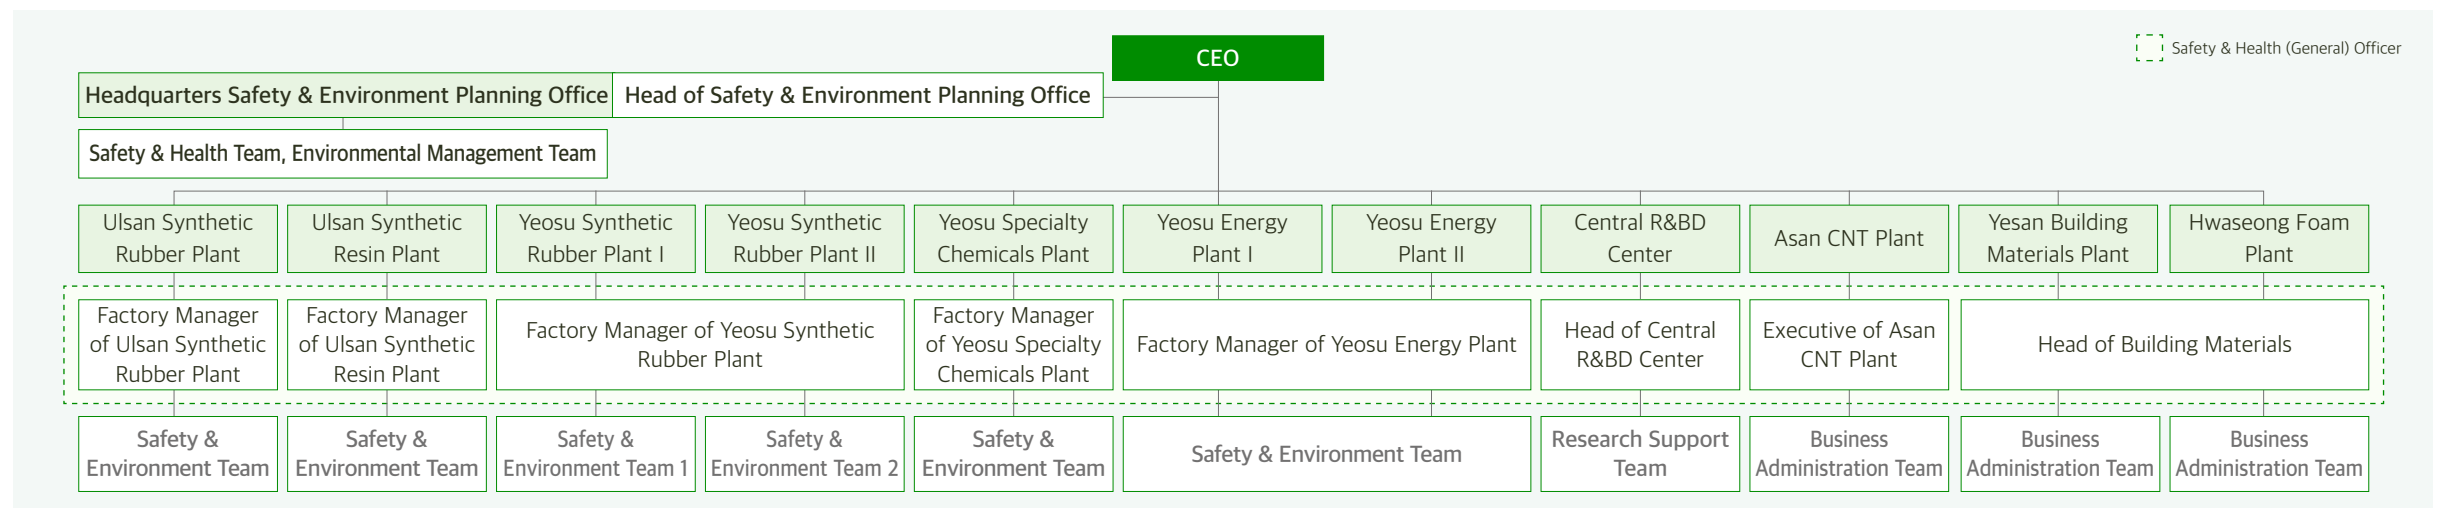 CEO
Safety & Health (General) Officer
Headquarters Safety & Environment Planning Office
Head of Safety & Environment Planning Office
Safety & Health Team, Environmental Management Team
Ulsan Synthetic
Rubber Plant
Ulsan Synthetic
Resin Plant
Yeosu Synthetic
Rubber Plant I
Yeosu Synthetic
Rubber Plant II
Yeosu Specialty
Chemicals Plant
Yeosu Energy
Plant I
Yeosu Energy
Plant II
Central R&BD
Center
Asan CNT Plant
Yesan Building
Materials Plant
Hwaseong Foam
Plant
Factory Manager
of Ulsan Synthetic
Rubber Plant
Factory Manager
of Ulsan Synthetic
Resin Plant
Factory Manager of Yeosu Synthetic
Rubber Plant
Factory Manager
of Yeosu Specialty
Chemicals Plant
Factory Manager of Yeosu Energy Plant
Head of Central
R&BD Center
Executive of Asan
CNT Plant
Head of Building Materials
Safety &
Environment Team
Safety &
Environment Team
Safety &
Environment Team 1
Safety &
Environment Team 2
Safety &
Environment Team
Safety & Environment Team
Research Support
Team
Business
Administration Team
Business
Administration Team
Business
Administration Team